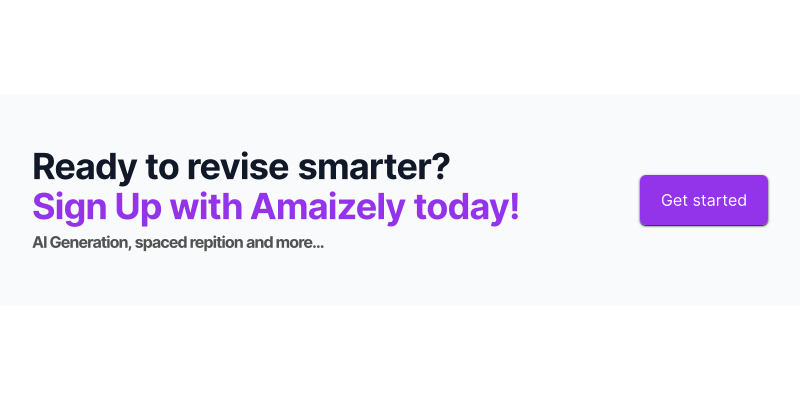 Ready to revise smarter?
Sign Up with Amaizely today!
AI Generation, spaced repition and more...
Get started